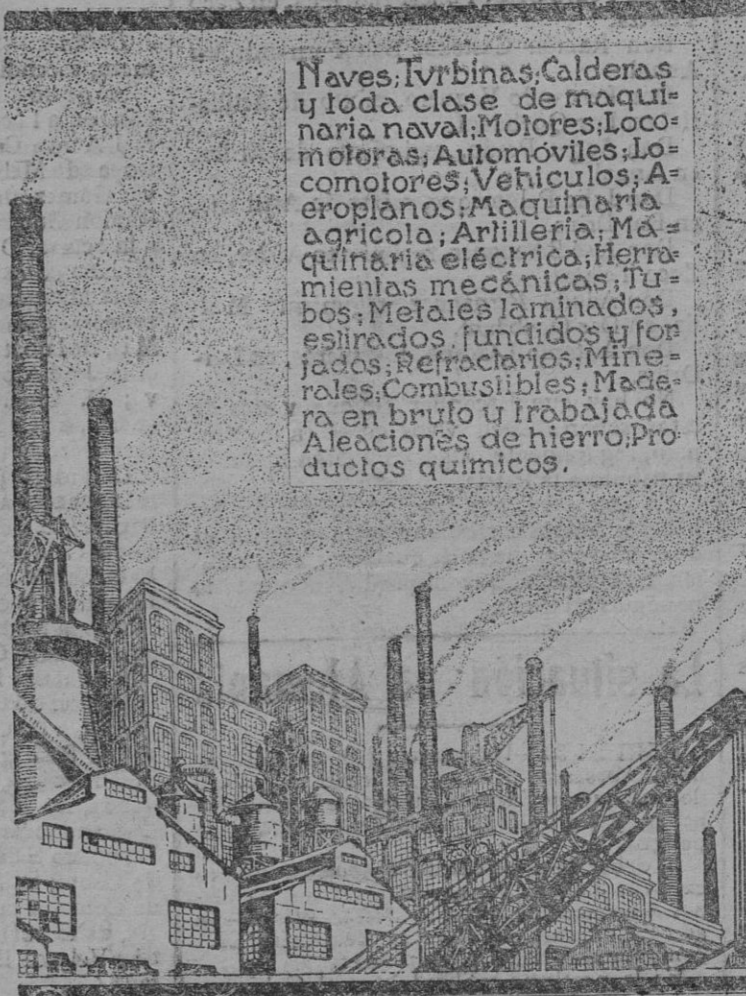 Naves;Turbinas;Calderas
y toda clase de maqui=
naria naval;Motores;Loco=
motoras;Automóviles;Lo=
comotores;Vehiculos;A=
eroplanos;Maquinaria
agricola;Artilleria;Ma=
quinaria eléctrica;Herra=
mientas mecánicas;Tu=
bos;Metales laminados,
estirados,fundidos y for
jados;Refractarios;Mine=
rales;Combustibles;Made=
ra en bruto y trabajada
Aleaciones de hierro;Pro
ductos quimicos.